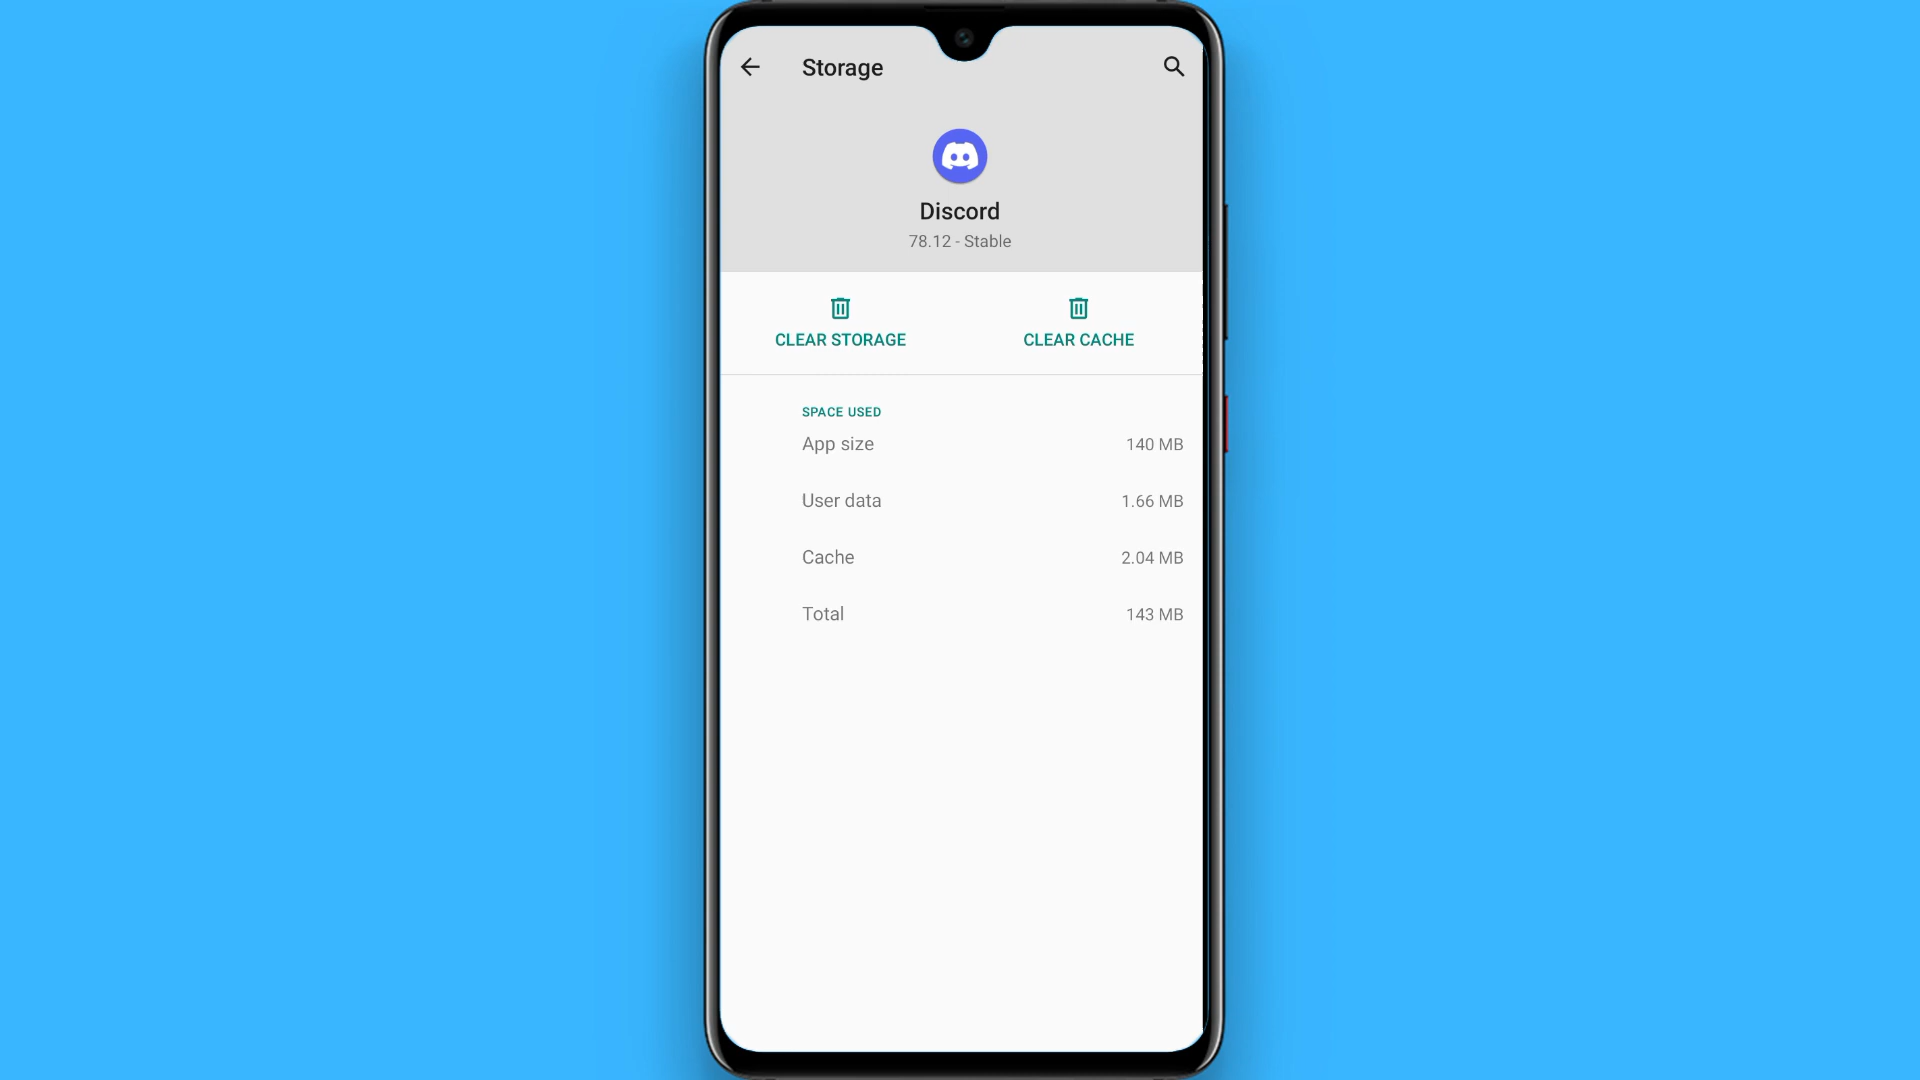 Storage
Discord
78.12 - Stable
CLEAR STORAGE
CLEAR CACHE
SPACE USED
App size 140 MB
User data 1.66 MB
Cache 2.04 MB
Total 143 MB